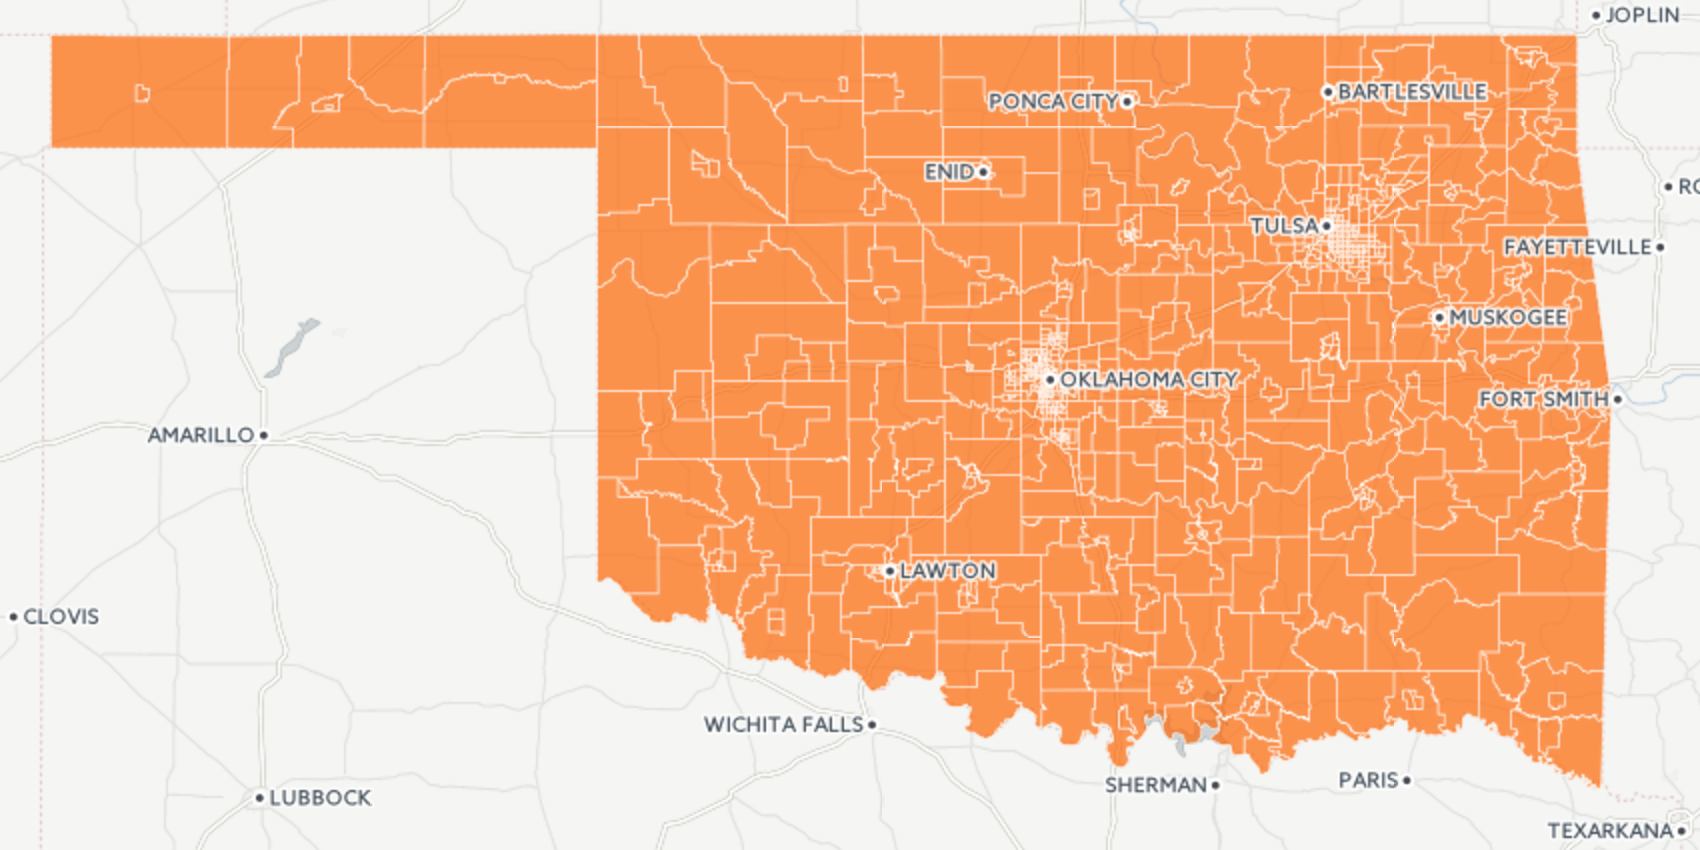 JOPLIN
PONCA CITY
BARTLESVILLE
ENID
TULSA
FAYETTEVILLE
MUSKOGEE
OKLAHOMA CITY
FORT SMITH
AMARILLO
LAWTON
CLOVIS
WICHITA FALLS
SHERMAN
PARIS
LUBBOCK
TEXARKANA